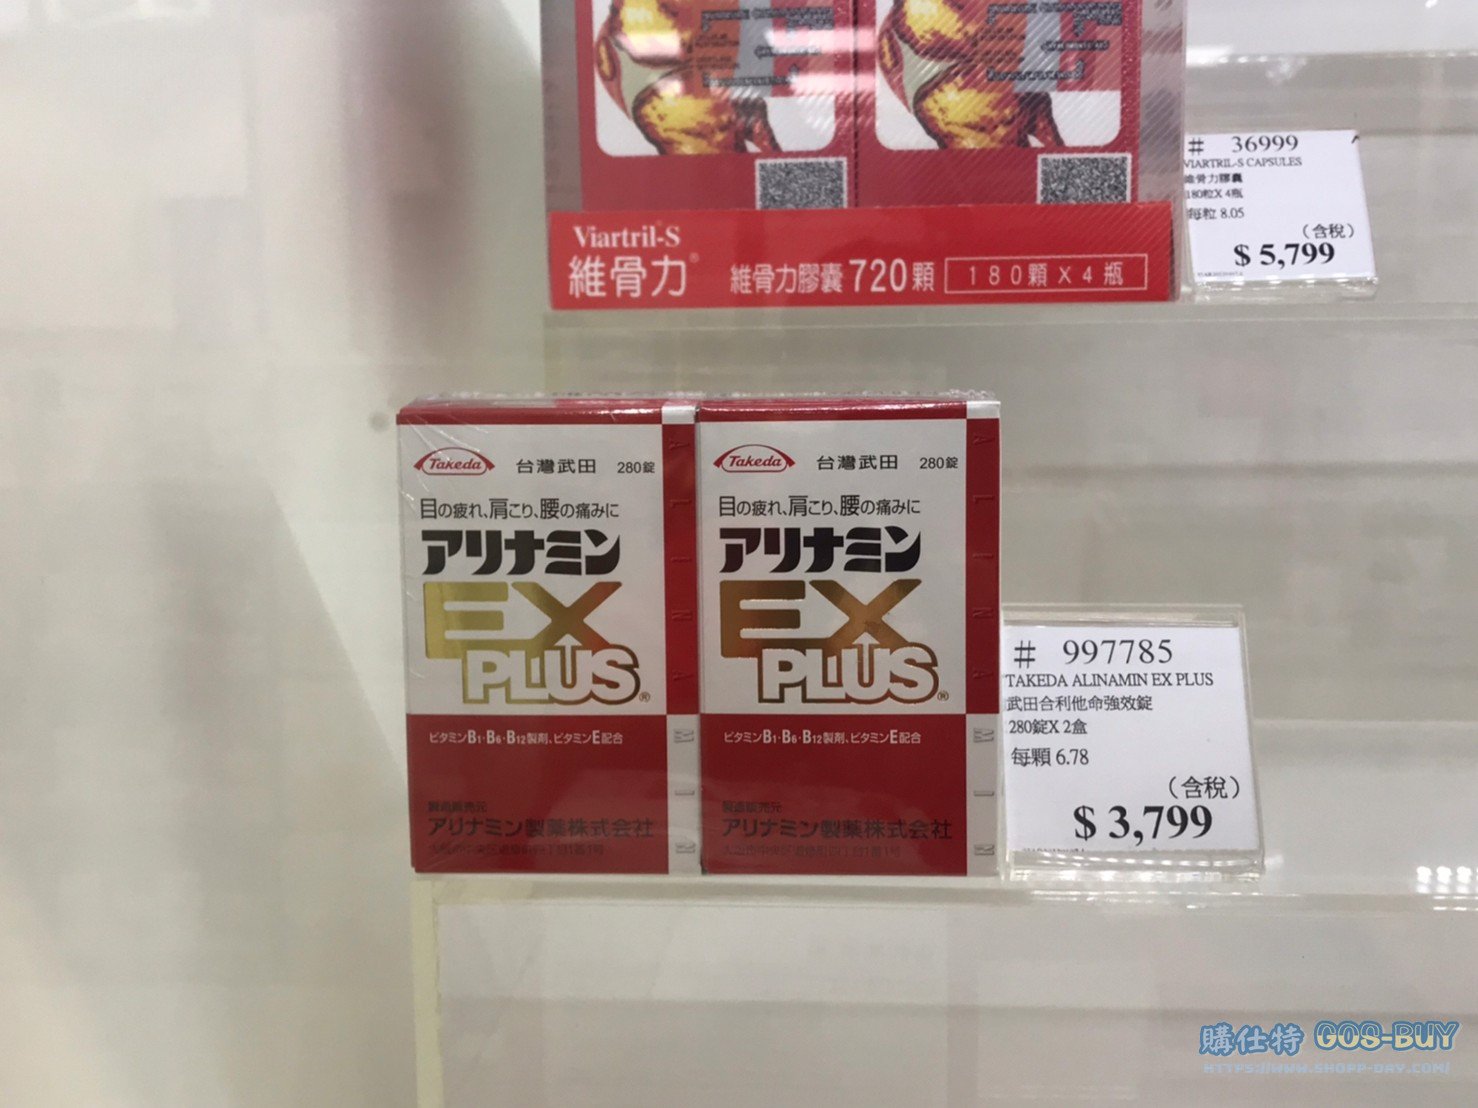 Viartril-S
維骨力®
維骨力膠囊 720顆 180顆X4瓶
# 36999
VIARTRIL-S CAPSULES
維骨力膠囊
180粒X 4瓶
每粒 8.05
(含稅)
$ 5,799
Takeda 台灣武田 280錠
目の疲れ、肩こり、腰の痛みに
アリナミン
EX
PLUS®
ビタミンB1・B6・B12製剤、ビタミンE配合
製造販売元
アリナミン製薬株式会社
Takeda 台灣武田 280錠
目の疲れ、肩こり、腰の痛みに
アリナミン
EX
PLUS®
ビタミンB1・B6・B12製剤、ビタミンE配合
製造販売元
アリナミン製薬株式会社
ALINAMIN
# 997785
TAKEDA ALINAMIN EX PLUS
武田合利他命強效錠
280錠X 2盒
每顆 6.78
(含稅)
$ 3,799
購仕特 GOS-BUY
HTTPS://WWW.SHOPP-DAY.COM/